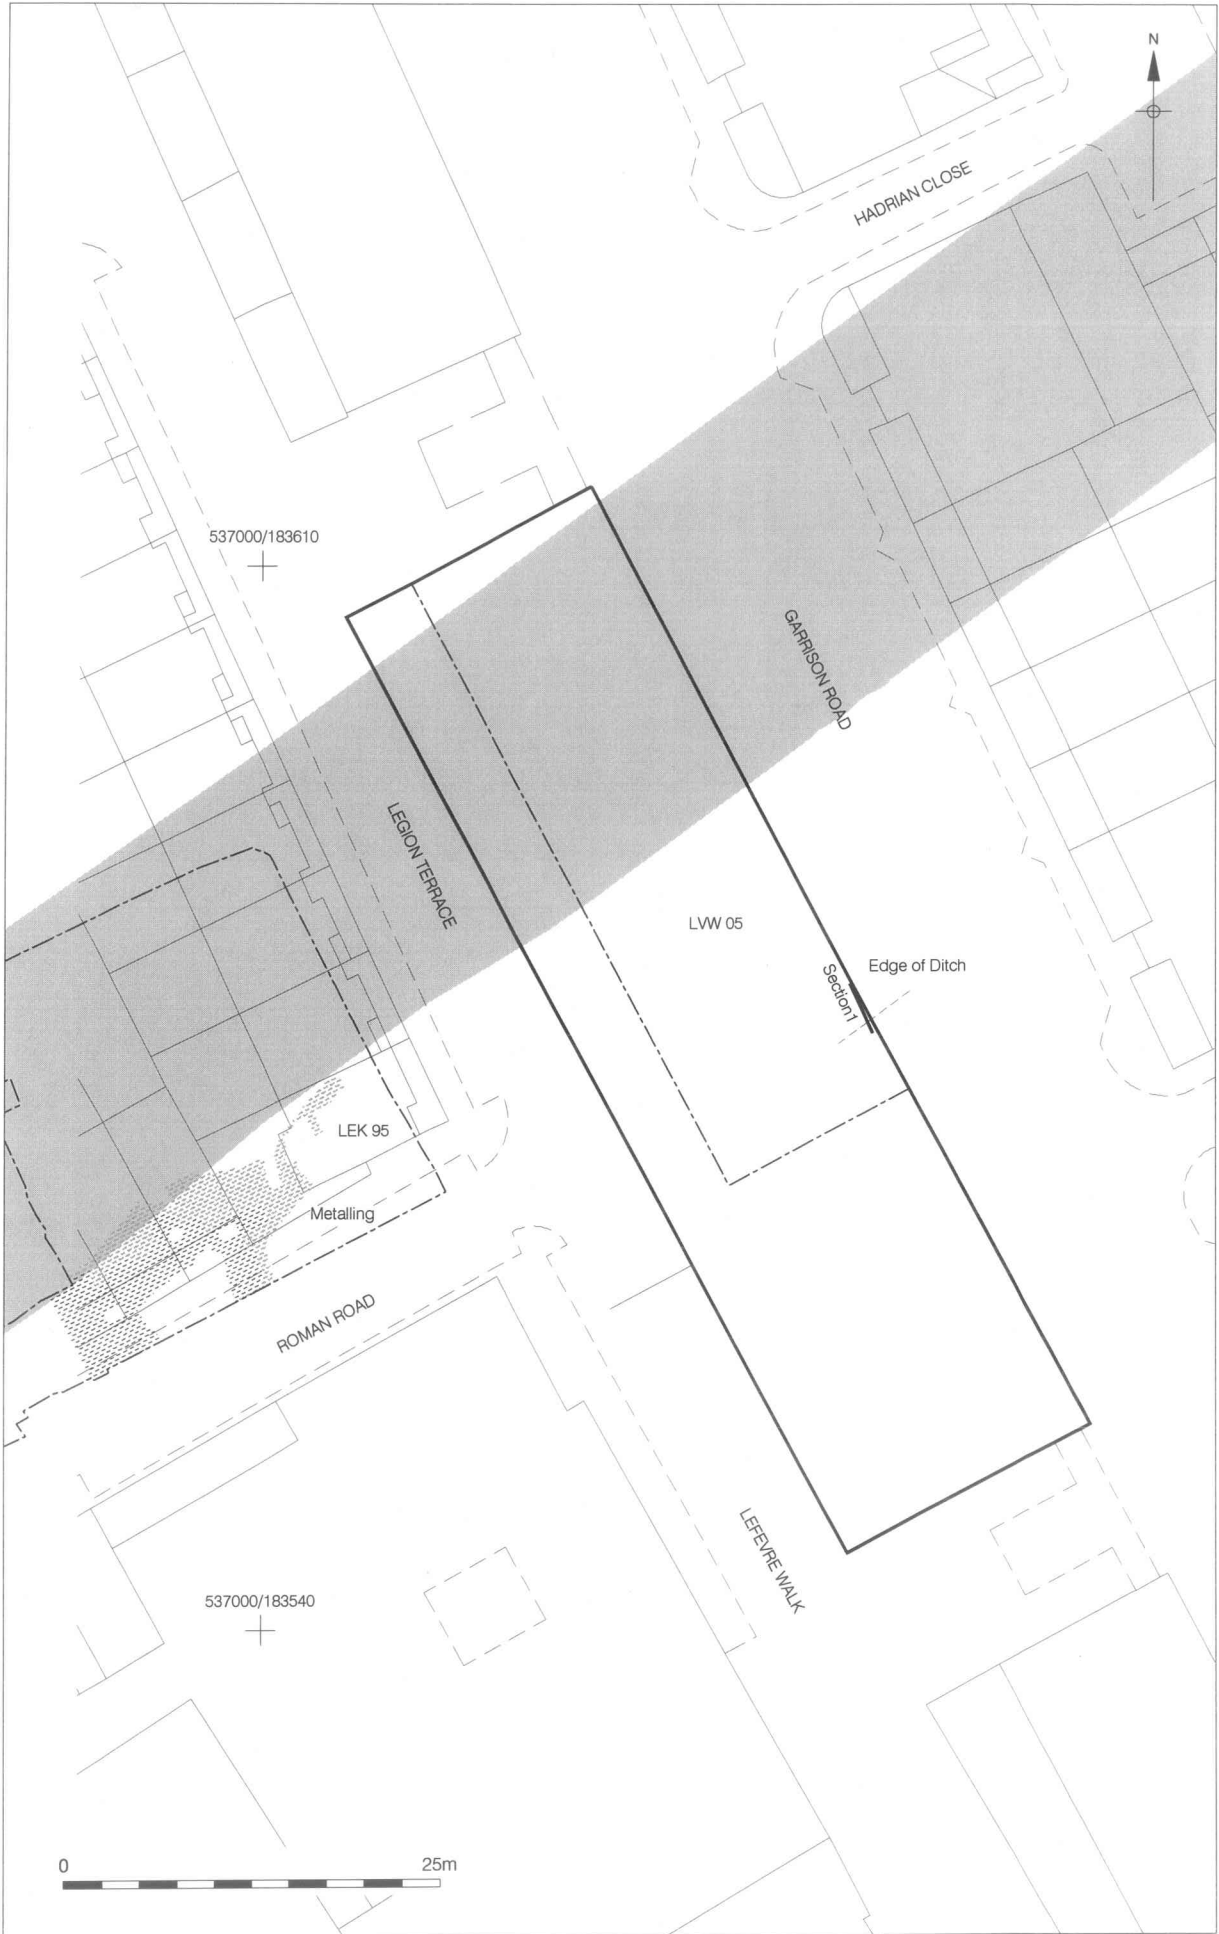 N
HADRIAN CLOSE
537000/183610
GARRISON ROAD
LEGION TERRACE
LVW 05
Edge of Ditch
Section1
LEK 95
Metalling
ROMAN ROAD
LEFEVRE WALK
537000/183540
0 25m